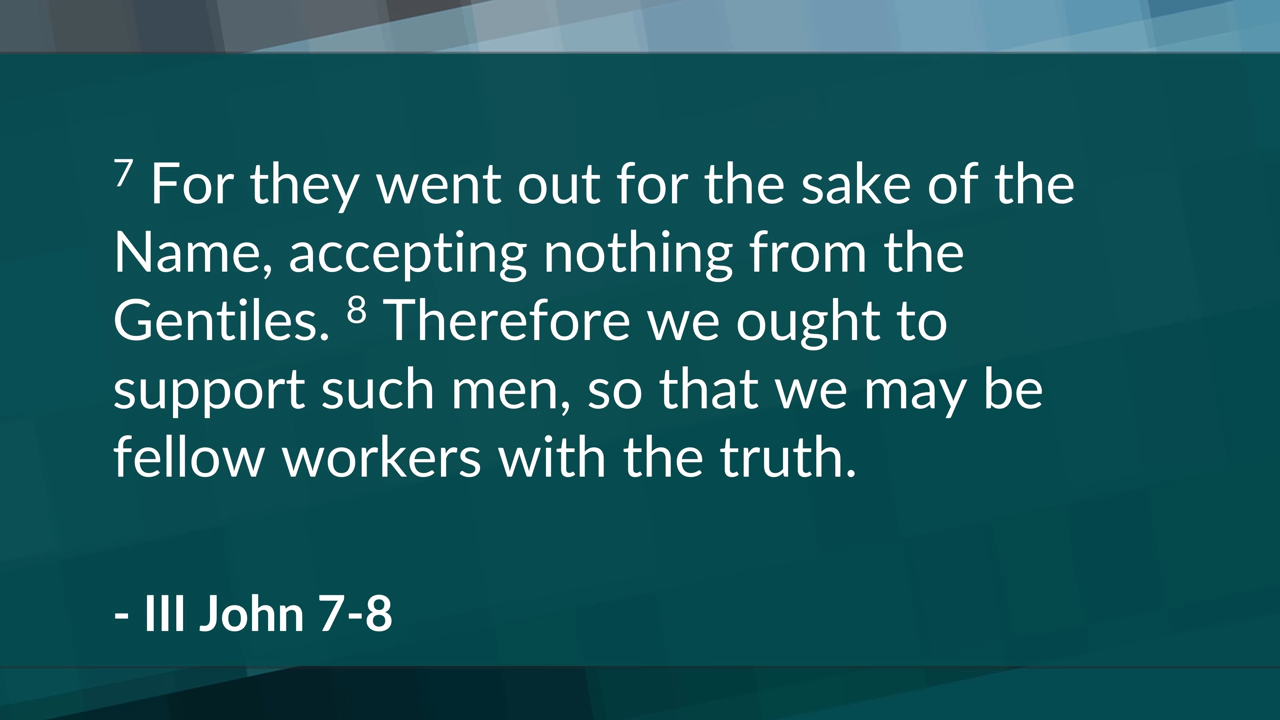 ⁷ For they went out for the sake of the
Name, accepting nothing from the
Gentiles. ⁸ Therefore we ought to
support such men, so that we may be
fellow workers with the truth.
- III John 7-8